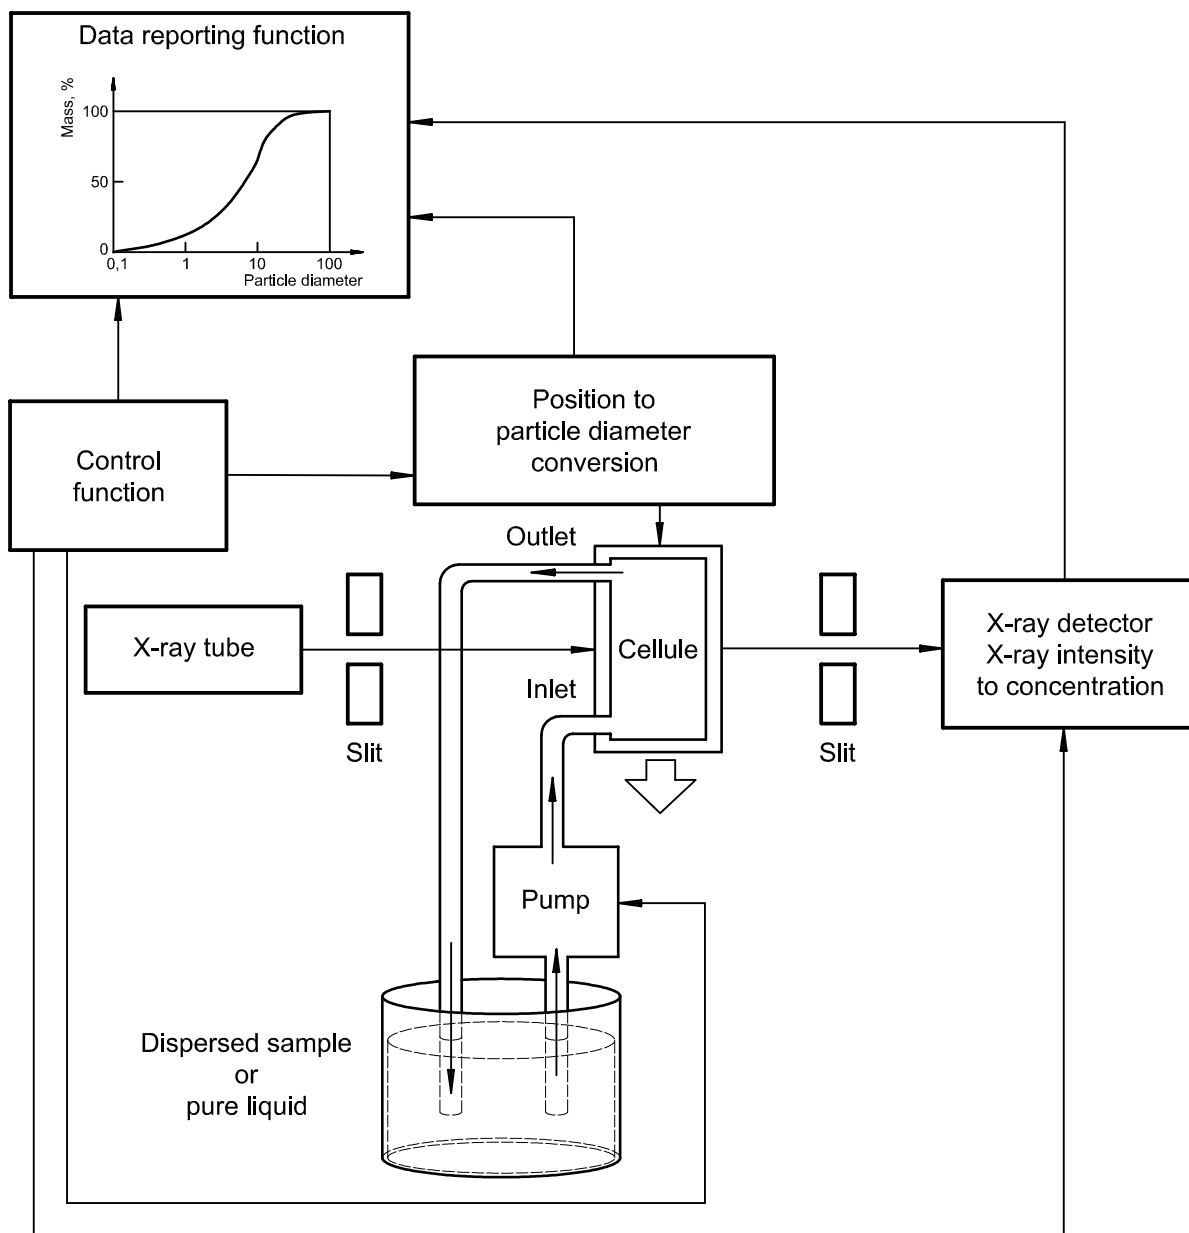 Data reporting function
Mass, %
100
50
0
0,1
1
10
100
Particle diameter
Position to
particle diameter
conversion
Control
function
Outlet
X-ray tube
Cellule
X-ray detector
X-ray intensity
to concentration
Inlet
Slit
Slit
Pump
Dispersed sample
or
pure liquid